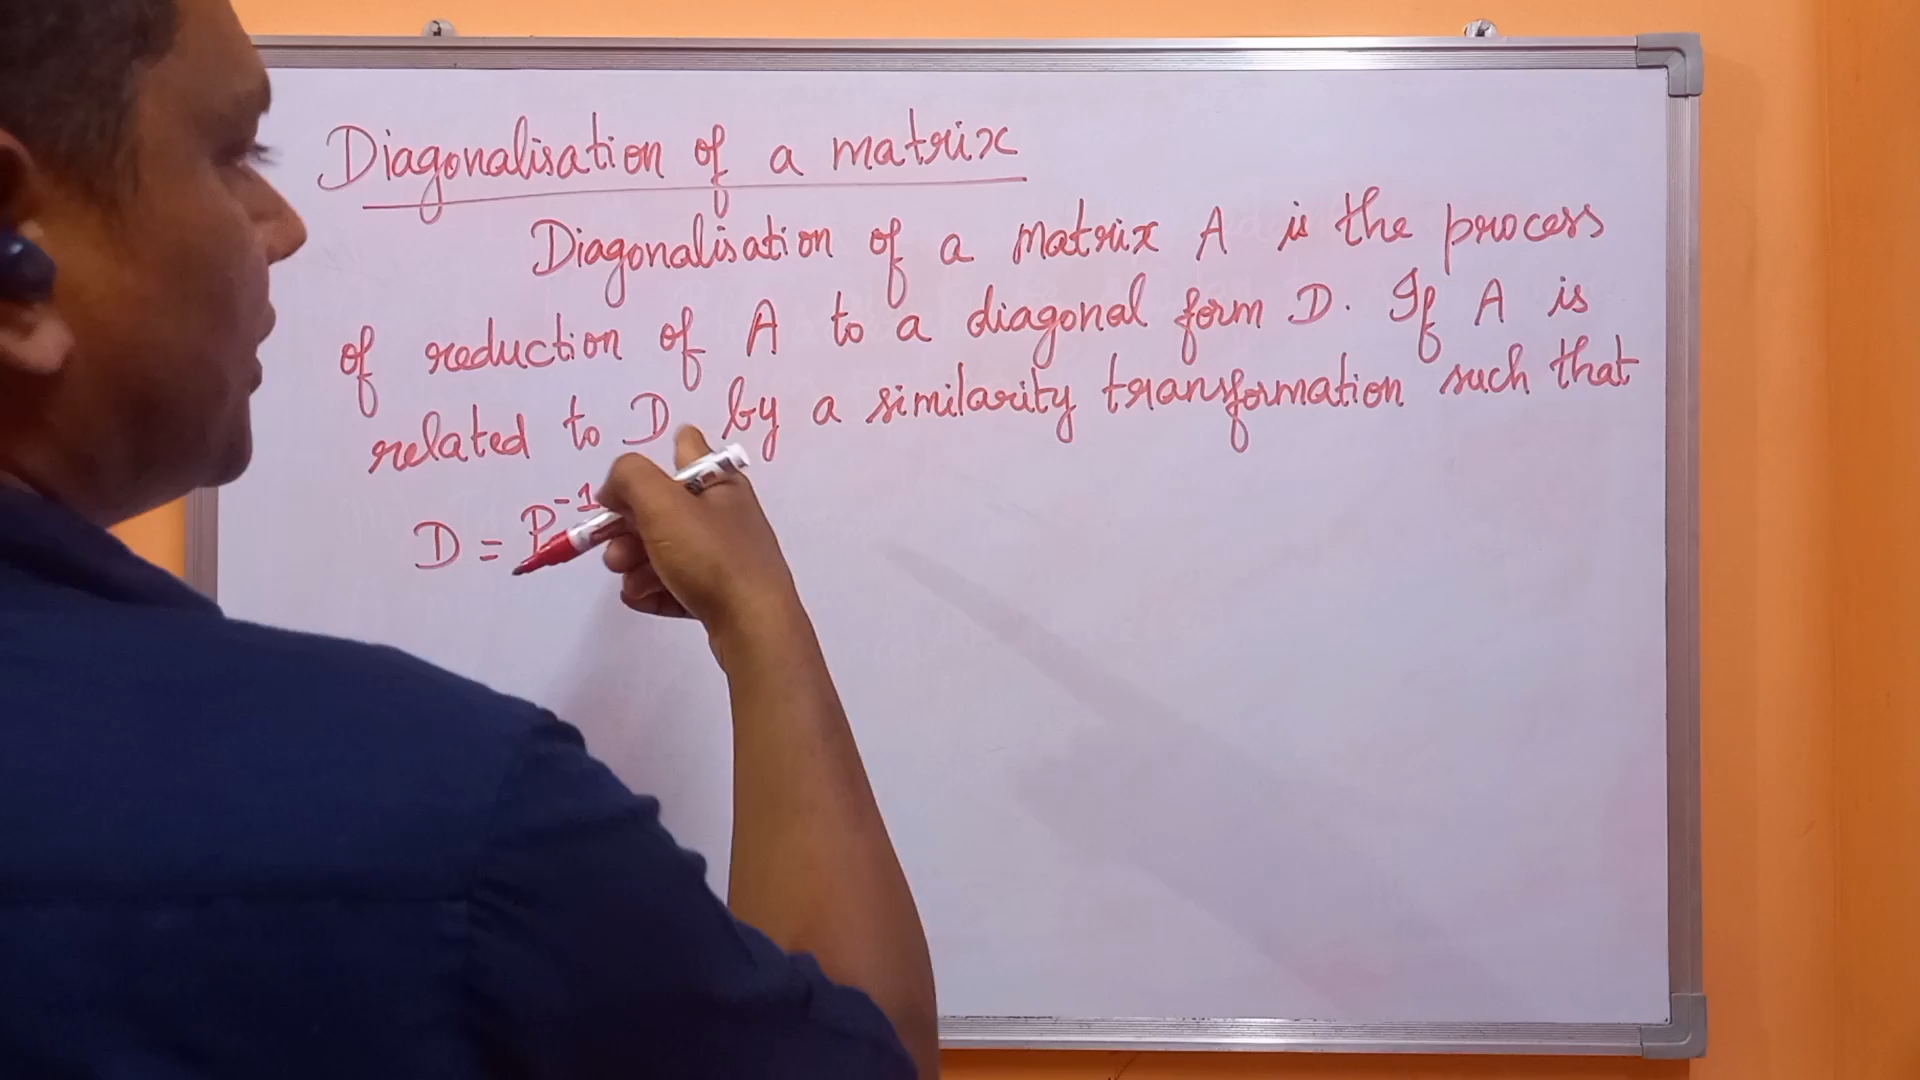 Diagonalisation of a matrix
Diagonalisation of a matrix A is the process
of reduction of A to a diagonal form D. If A is
related to D by a similarity transformation such that
D = P⁻¹